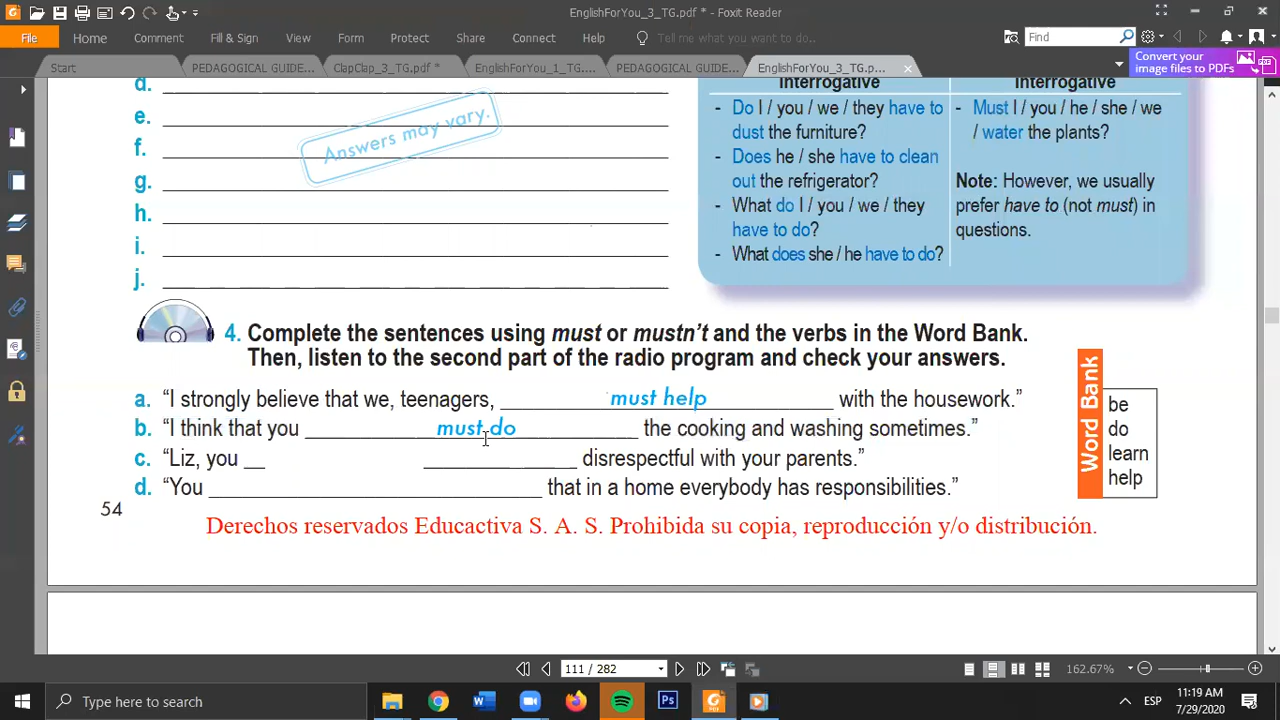 EnglishForYou_3_TG.pdf * - Foxit Reader
File Home Comment Fill & Sign View Form Protect Share Connect Help Tell me what you want to do... Find
Start PEDAGOGICAL GUIDE... ClapClap_3_TG.pdf * EnglishForYou_1_TG.... PEDAGOGICAL GUIDE... EnglishForYou_3_TG.p...
Convert your
image files to PDFs
d.
e.
f.
g.
h.
i.
j.
Answers may vary.
Interrogative
- Do I / you / we / they have to
dust the furniture?
- Does he / she have to clean
out the refrigerator?
- What do I / you / we / they
have to do?
- What does she / he have to do?
Interrogative
- Must I / you / he / she / we
/ water the plants?
Note: However, we usually
prefer have to (not must) in
questions.
4. Complete the sentences using must or mustn't and the verbs in the Word Bank.
Then, listen to the second part of the radio program and check your answers.
a. “I strongly believe that we, teenagers, must help with the housework.”
b. “I think that you must do the cooking and washing sometimes.”
c. “Liz, you __ ____ disrespectful with your parents.”
d. “You ____ that in a home everybody has responsibilities.”
Word Bank
be
do
learn
help
54
Derechos reservados Educactiva S. A. S. Prohibida su copia, reproducción y/o distribución.
111 / 282
162.67%
Type here to search
ESP
11:19 AM
7/29/2020